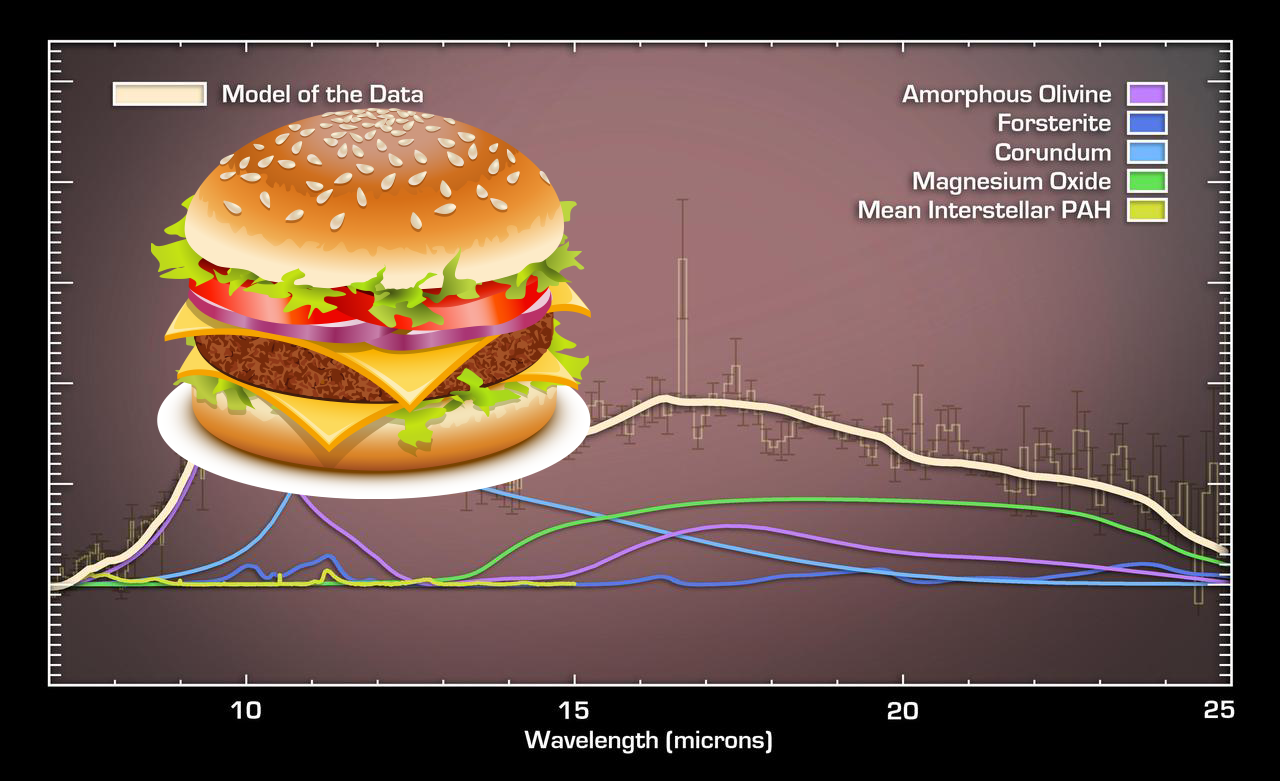 Model of the Data
Amorphous Olivine
Forsterite
Corundum
Magnesium Oxide
Mean Interstellar PAH
10 15 20 25
Wavelength (microns)